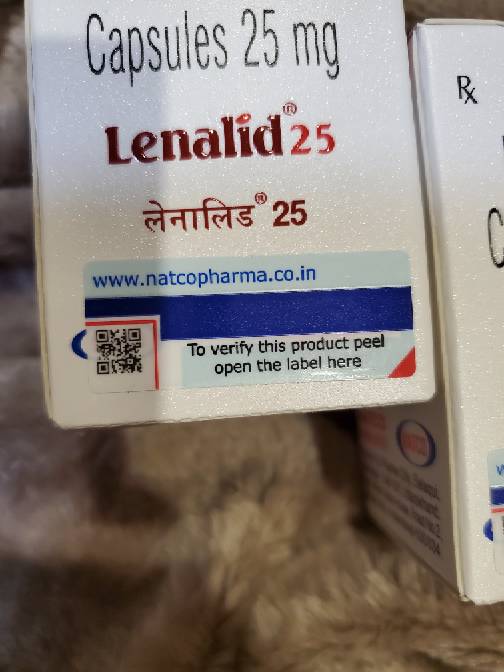 Capsules 25 mg
Lenalid® 25
लेनालिड® 25
www.natcopharma.co.in
To verify this product peel
open the label here
Rx